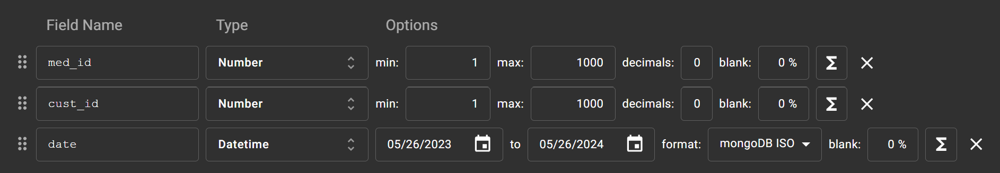 Field Name Type Options
med_id Number min: 1 max: 1000 decimals: 0 blank: 0 % Σ
cust_id Number min: 1 max: 1000 decimals: 0 blank: 0 % Σ
date Datetime 05/26/2023 to 05/26/2024 format: mongoDB ISO blank: 0 % Σ